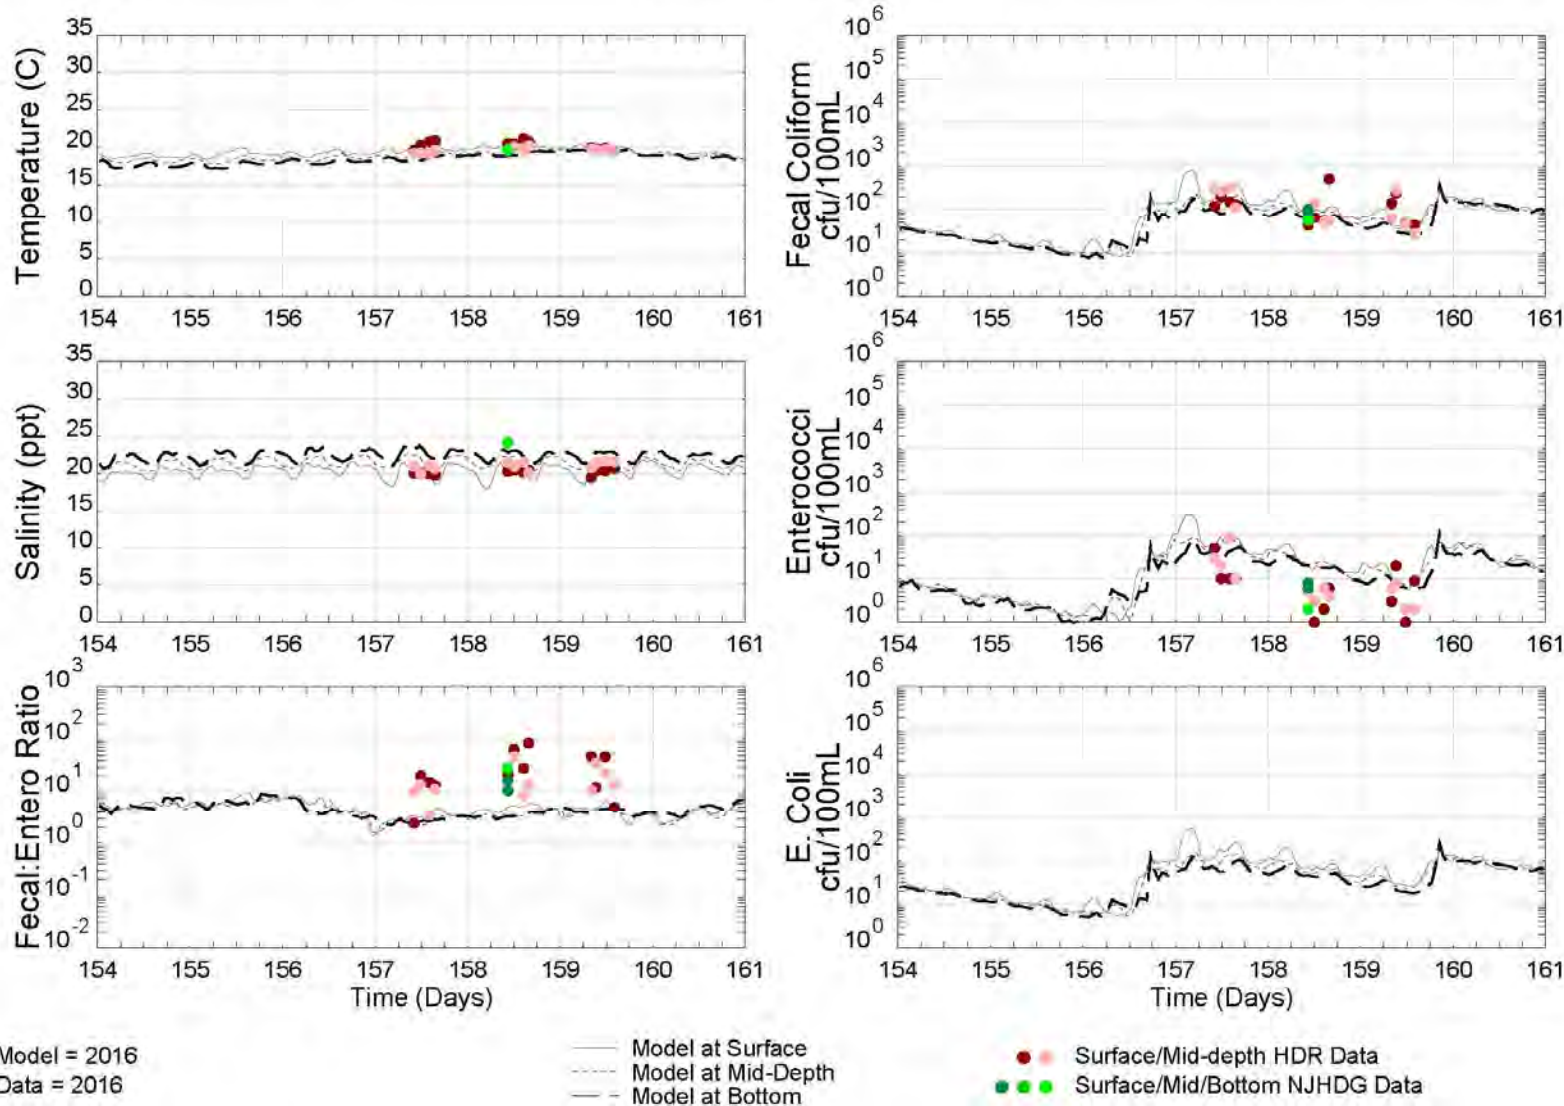 35
30
25
20
15
10
5
0
Temperature (C)
154 155 156 157 158 159 160 161
10^6
10^5
10^4
10^3
10^2
10^1
10^0
10^0
Fecal Coliform
cfu/100mL
154 155 156 157 158 159 160 161
35
30
25
20
15
10
5
0
Salinity (ppt)
154 155 156 157 158 159 160 161
10^6
10^5
10^4
10^3
10^2
10^1
10^0
Enterococci
cfu/100mL
154 155 156 157 158 159 160 161
10^3
10^2
10^1
10^0
10^-1
10^-2
Fecal:Entero Ratio
154 155 156 157 158 159 160 161
Time (Days)
10^6
10^5
10^4
10^3
10^2
10^1
10^0
E. Coli
cfu/100mL
154 155 156 157 158 159 160 161
Time (Days)
Model = 2016
Data = 2016
Model at Surface
Model at Mid-Depth
Model at Bottom
Surface/Mid-depth HDR Data
Surface/Mid/Bottom NJHDG Data